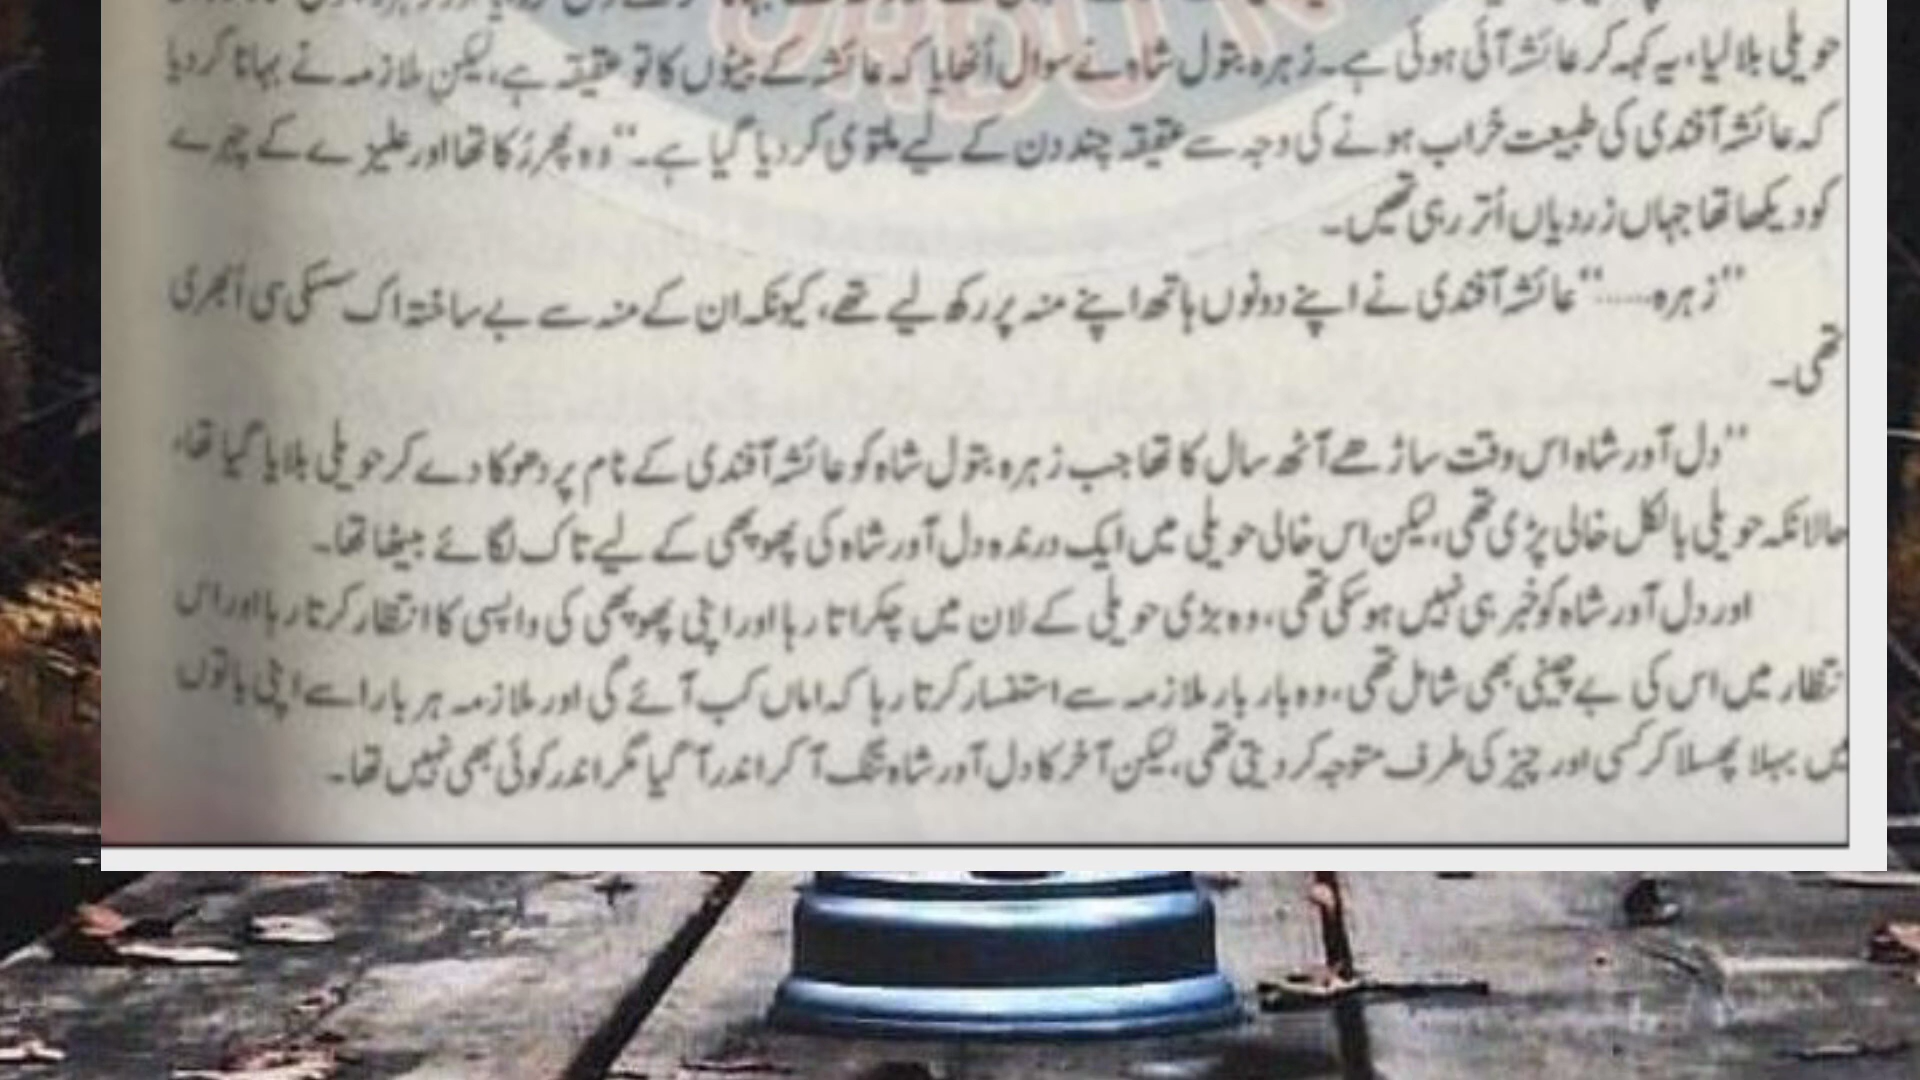 حویلی بلا لیا، یہ کہہ کر عائشہ آئی ہوئی ہے۔ زہرہ بتول شاہ نے سوال اُٹھایا کہ عائشہ کے بیٹوں کا تو عقیقہ ہے، لیکن ملازمہ نے بہانا کر دیا
کہ عائشہ آفندی کی طبیعت خراب ہونے کی وجہ سے عقیقہ چند دن کے لیے ملتوی کر دیا گیا ہے۔“ وہ پھر رُکا تھا اور علیزے کے چہرے
کو دیکھا تھا جہاں زردیاں اُتر رہی تھیں۔
”زہرہ.....“ عائشہ آفندی نے اپنے دونوں ہاتھ اپنے منہ پر رکھ لیے تھے، کیونکہ ان کے منہ سے بے ساختہ اک سسکی سی اُبھری
تھی۔
”دل آور شاہ اس وقت ساڑھے آٹھ سال کا تھا جب زہرہ بتول شاہ کو عائشہ آفندی کے نام پر دھوکا دے کر حویلی بلایا گیا تھا،
حالانکہ حویلی بالکل خالی پڑی تھی، لیکن اس خالی حویلی میں ایک درندہ دل آور شاہ کی پھوپھی کے لیے تاک لگائے بیٹھا تھا۔
اور دل آور شاہ کو خبر ہی نہیں ہو سکی تھی، وہ بڑی حویلی کے لان میں چکراتا رہا اور اپنی پھوپھی کی واپسی کا انتظار کرتا رہا اور اس
انتظار میں اس کی بے چینی بھی شامل تھی، وہ بار بار ملازمہ سے استفسار کرتا رہا کہ اماں کب آئے گی اور ملازمہ ہر بار اسے اپنی باتوں
میں بہلا پھسلا کر کسی اور چیز کی طرف متوجہ کر دیتی تھی، لیکن آخر کا دل آور شاہ تنگ آ کر اندر آ گیا مگر اندر کوئی بھی نہیں تھا۔